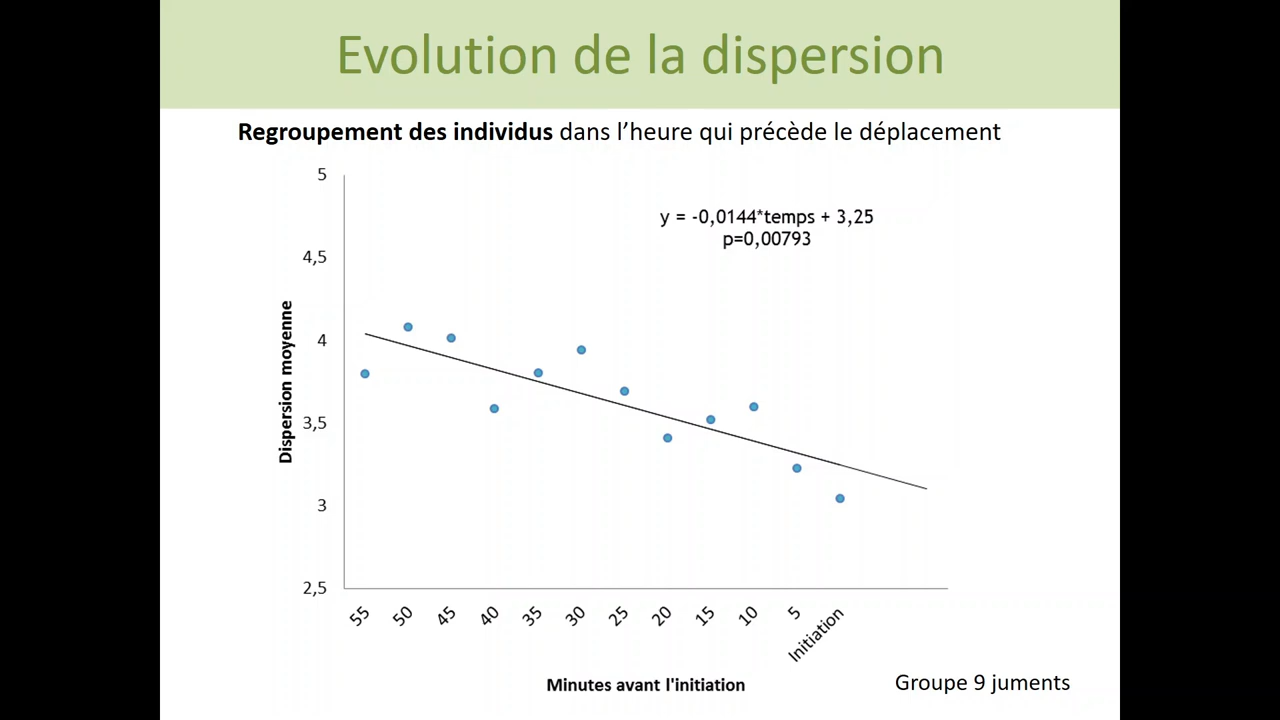 Evolution de la dispersion
Regroupement des individus dans l’heure qui précède le déplacement
5
y = -0,0144*temps + 3,25
p=0,00793
4,5
4
3,5
3
2,5
Dispersion moyenne
55
50
45
40
35
30
25
20
15
10
5
Initiation
Minutes avant l'initiation
Groupe 9 juments